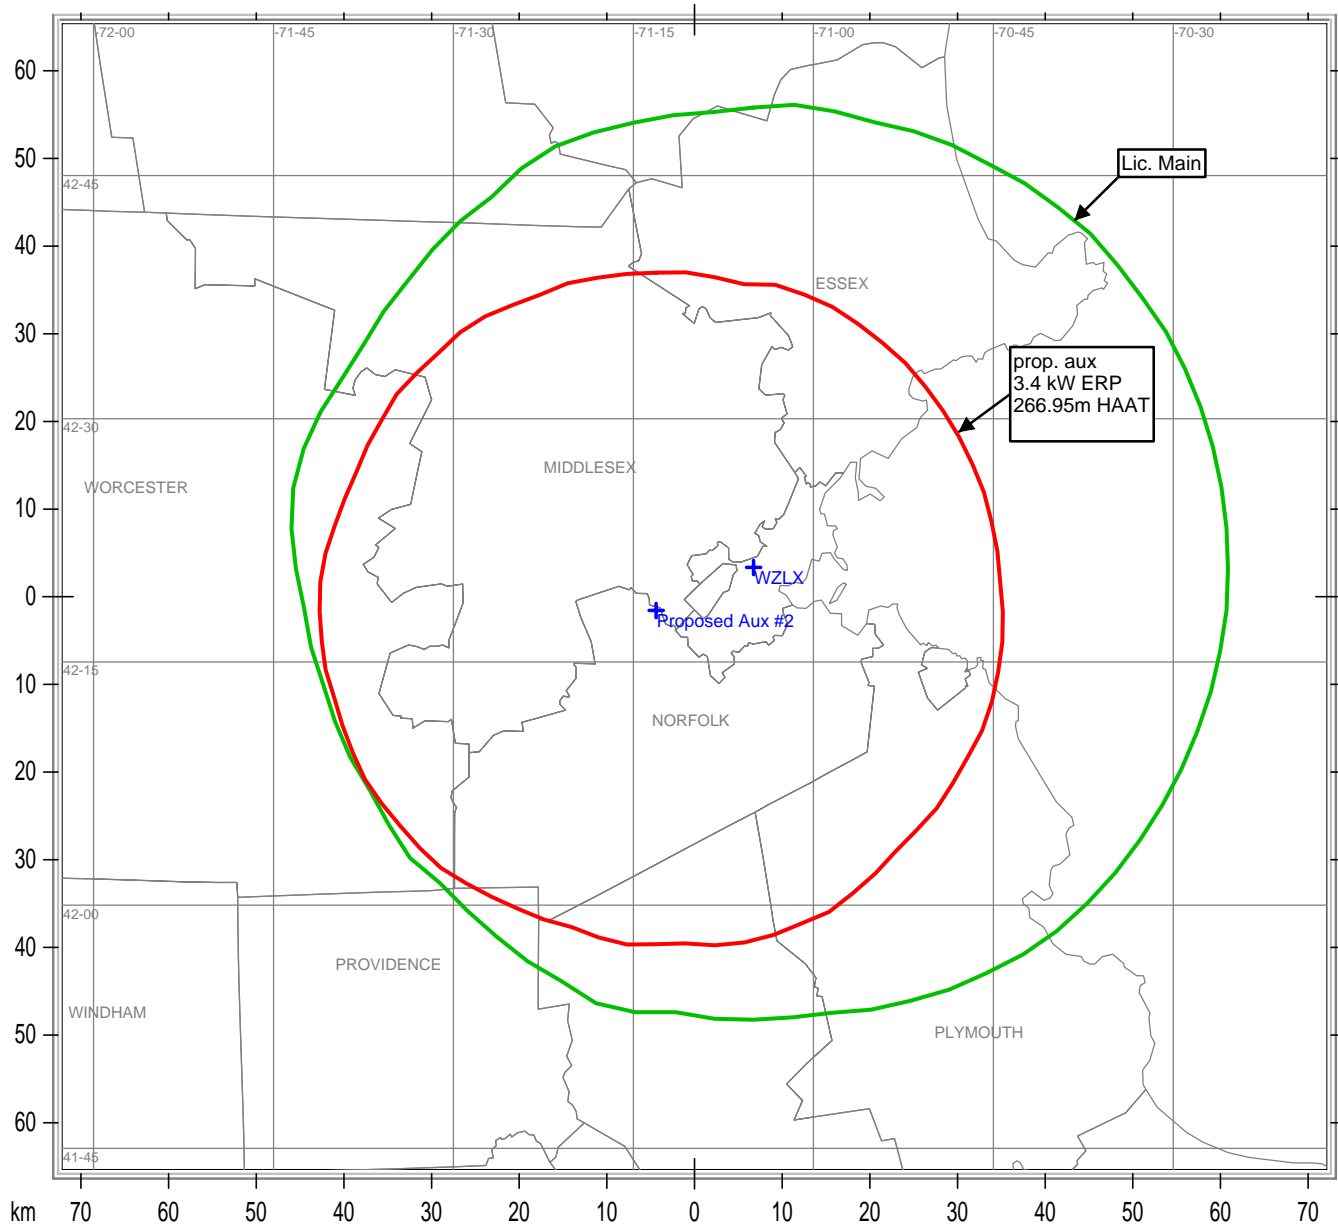 -72-00
-71-45
-71-30
-71-15
-71-00
-70-45
-70-30
60
50
40
30
20
10
0
10
20
30
40
50
60
42-45
42-30
42-15
42-00
41-45
Lic. Main
ESSEX
prop. aux
3.4 kW ERP
266.95m HAAT
MIDDLESEX
WORCESTER
WZLX
Proposed Aux #2
NORFOLK
PROVIDENCE
WINDHAM
PLYMOUTH
km 70 60 50 40 30 20 10 0 10 20 30 40 50 60 70